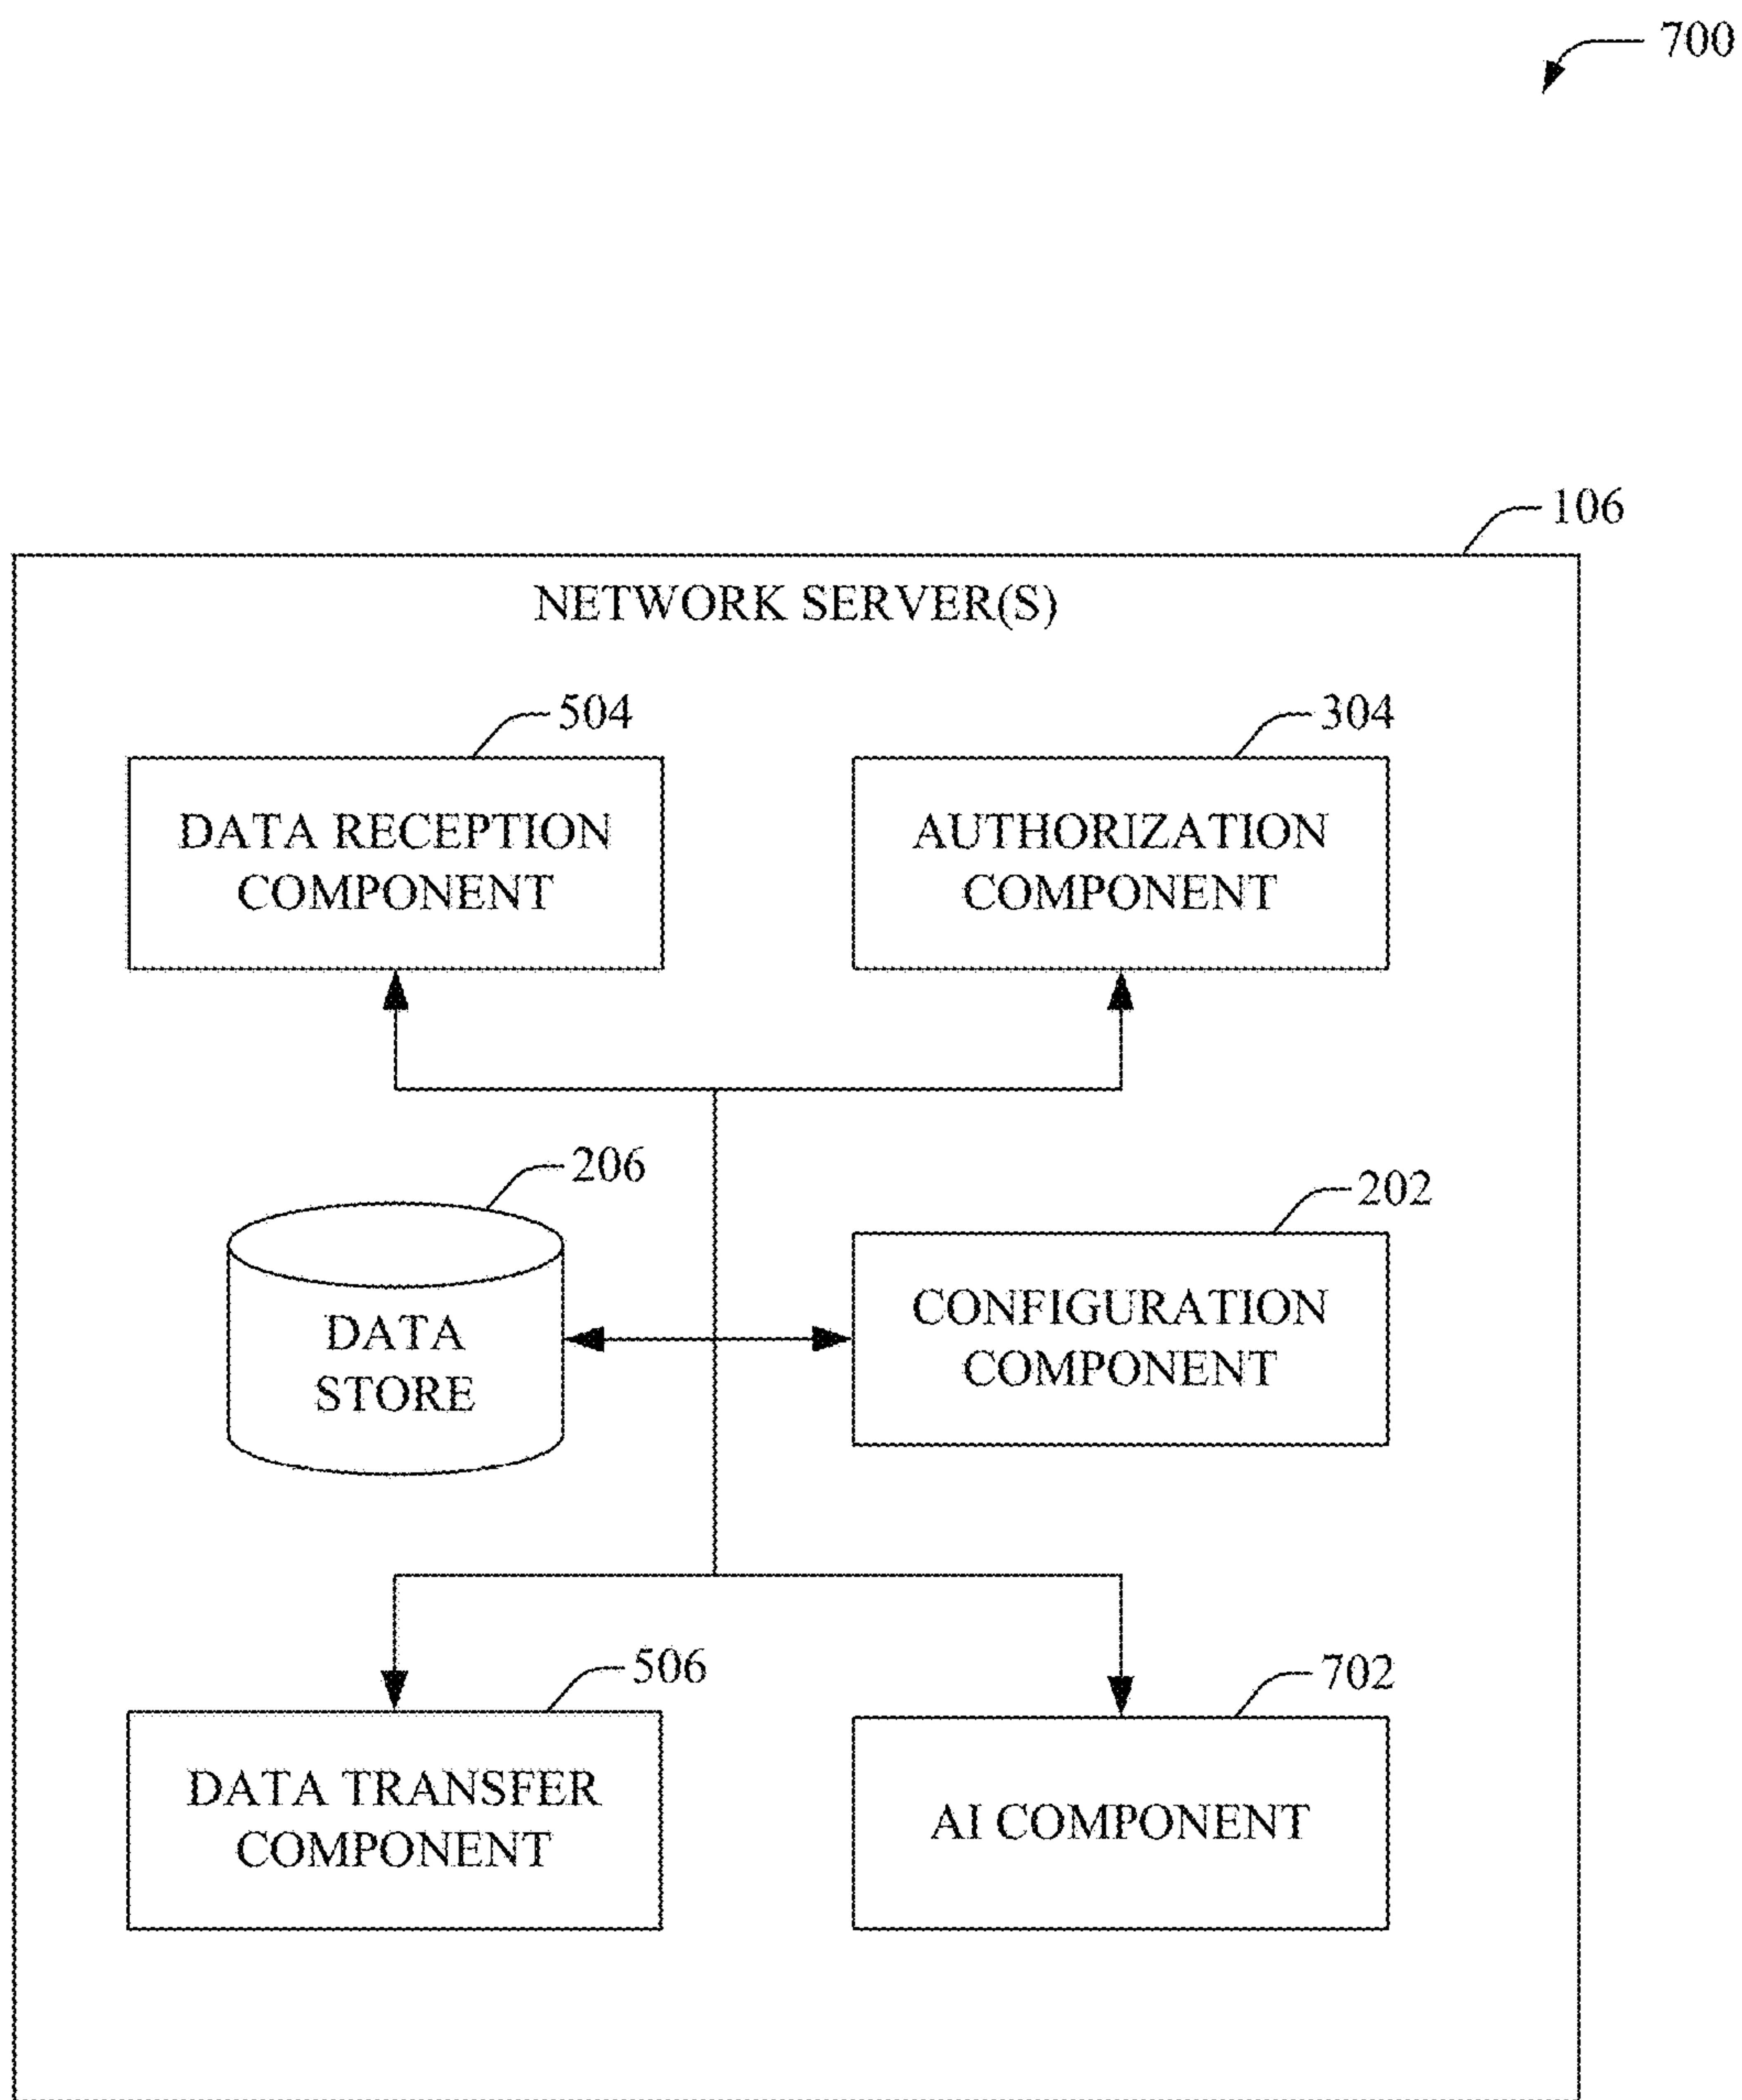 700
106
NETWORK SERVER(S)
504
304
DATA RECEPTION
COMPONENT
AUTHORIZATION
COMPONENT
206
202
DATA
STORE
CONFIGURATION
COMPONENT
506
702
DATA TRANSFER
COMPONENT
AI COMPONENT